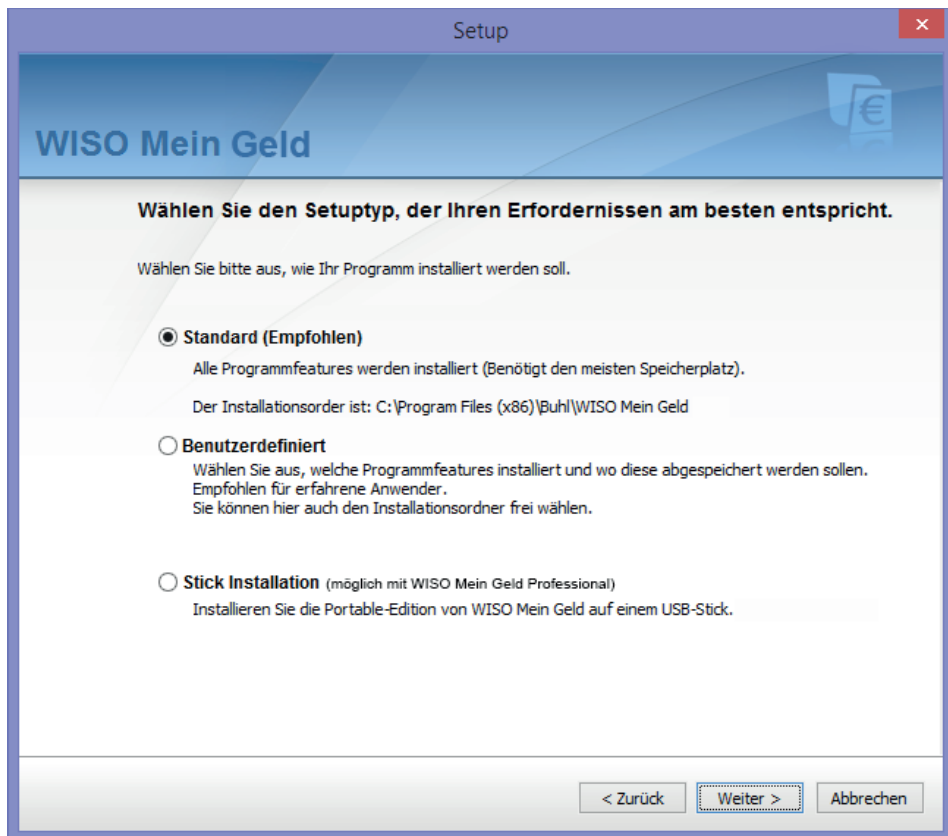 Setup
WISO Mein Geld
Wählen Sie den Setuptyp, der Ihren Erfordernissen am besten entspricht.
Wählen Sie bitte aus, wie Ihr Programm installiert werden soll.
Standard (Empfohlen)
Alle Programmfeatures werden installiert (Benötigt den meisten Speicherplatz).
Der Installationsorder ist: C:\Program Files (x86)\Buhl\WISO Mein Geld
Benutzerdefiniert
Wählen Sie aus, welche Programmfeatures installiert und wo diese abgespeichert werden sollen.
Empfohlen für erfahrene Anwender.
Sie können hier auch den Installationsordner frei wählen.
Stick Installation (möglich mit WISO Mein Geld Professional)
Installieren Sie die Portable-Edition von WISO Mein Geld auf einem USB-Stick.
< Zurück Weiter > Abbrechen